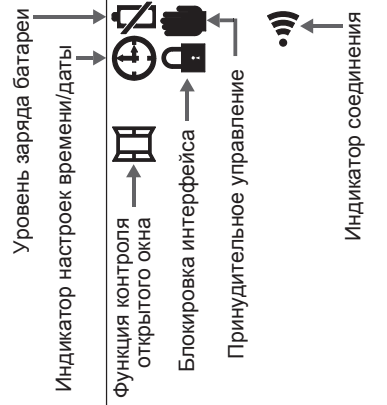 Уровень заряда батареи
Индикатор настроек времени/даты
Функция контроля
открытого окна
Блокировка интерфейса
Принудительное управление
Индикатор соединения